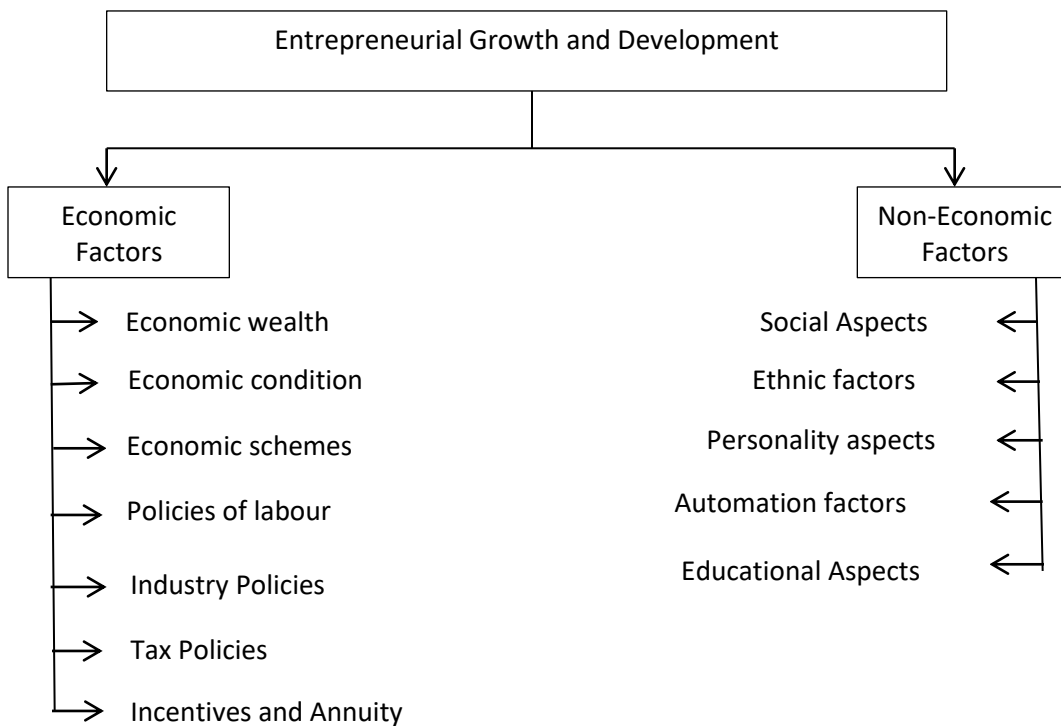 Entrepreneurial Growth and Development
Economic
Factors
Economic wealth
Economic condition
Economic schemes
Policies of labour
Industry Policies
Tax Policies
Incentives and Annuity
Non-Economic
Factors
Social Aspects
Ethnic factors
Personality aspects
Automation factors
Educational Aspects